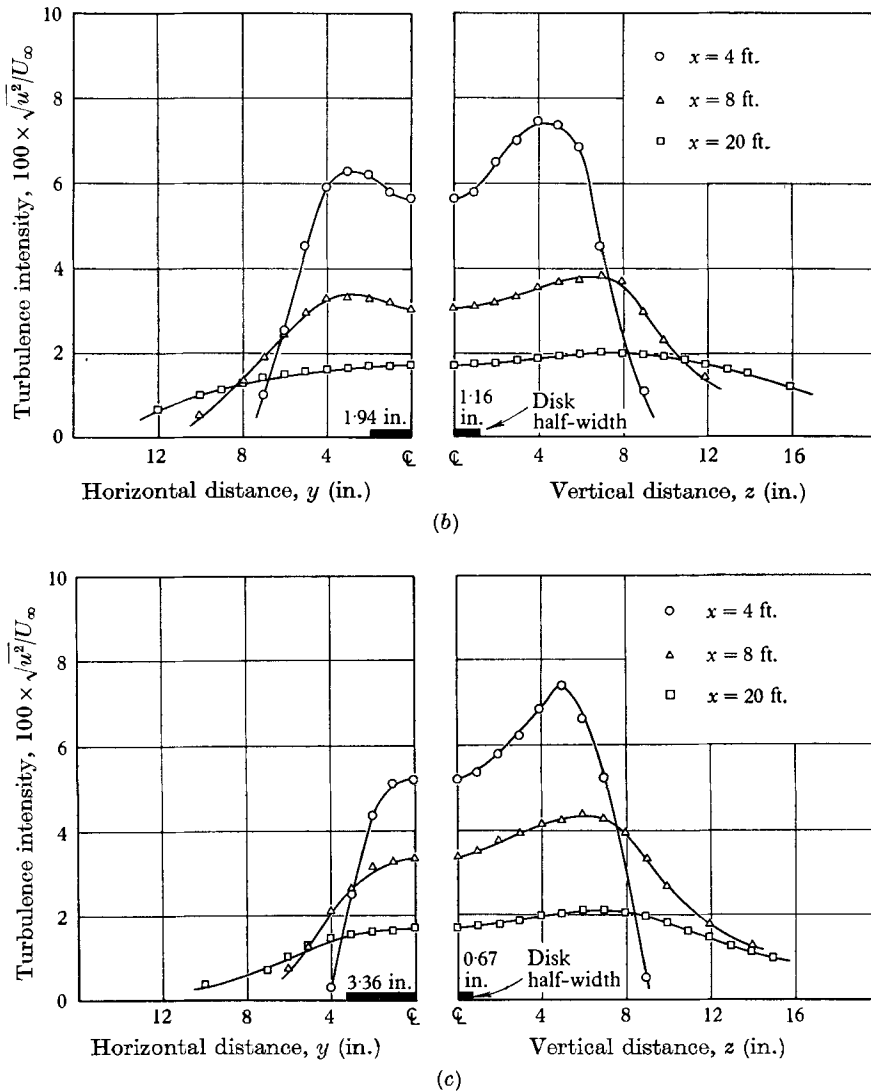 10
8
6
4
2
0
Turbulence intensity, 100 × √u²/U∞
x = 4 ft.
x = 8 ft.
x = 20 ft.
1·94 in.
1·16
in.
Disk
half-width
12 8 4 ℄
℄ 4 8 12 16
Horizontal distance, y (in.)
Vertical distance, z (in.)
(b)
10
8
6
4
2
0
Turbulence intensity, 100 × √u²/U∞
x = 4 ft.
x = 8 ft.
x = 20 ft.
3·36 in.
0·67
in.
Disk
half-width
12 8 4 ℄
℄ 4 8 12 16
Horizontal distance, y (in.)
Vertical distance, z (in.)
(c)